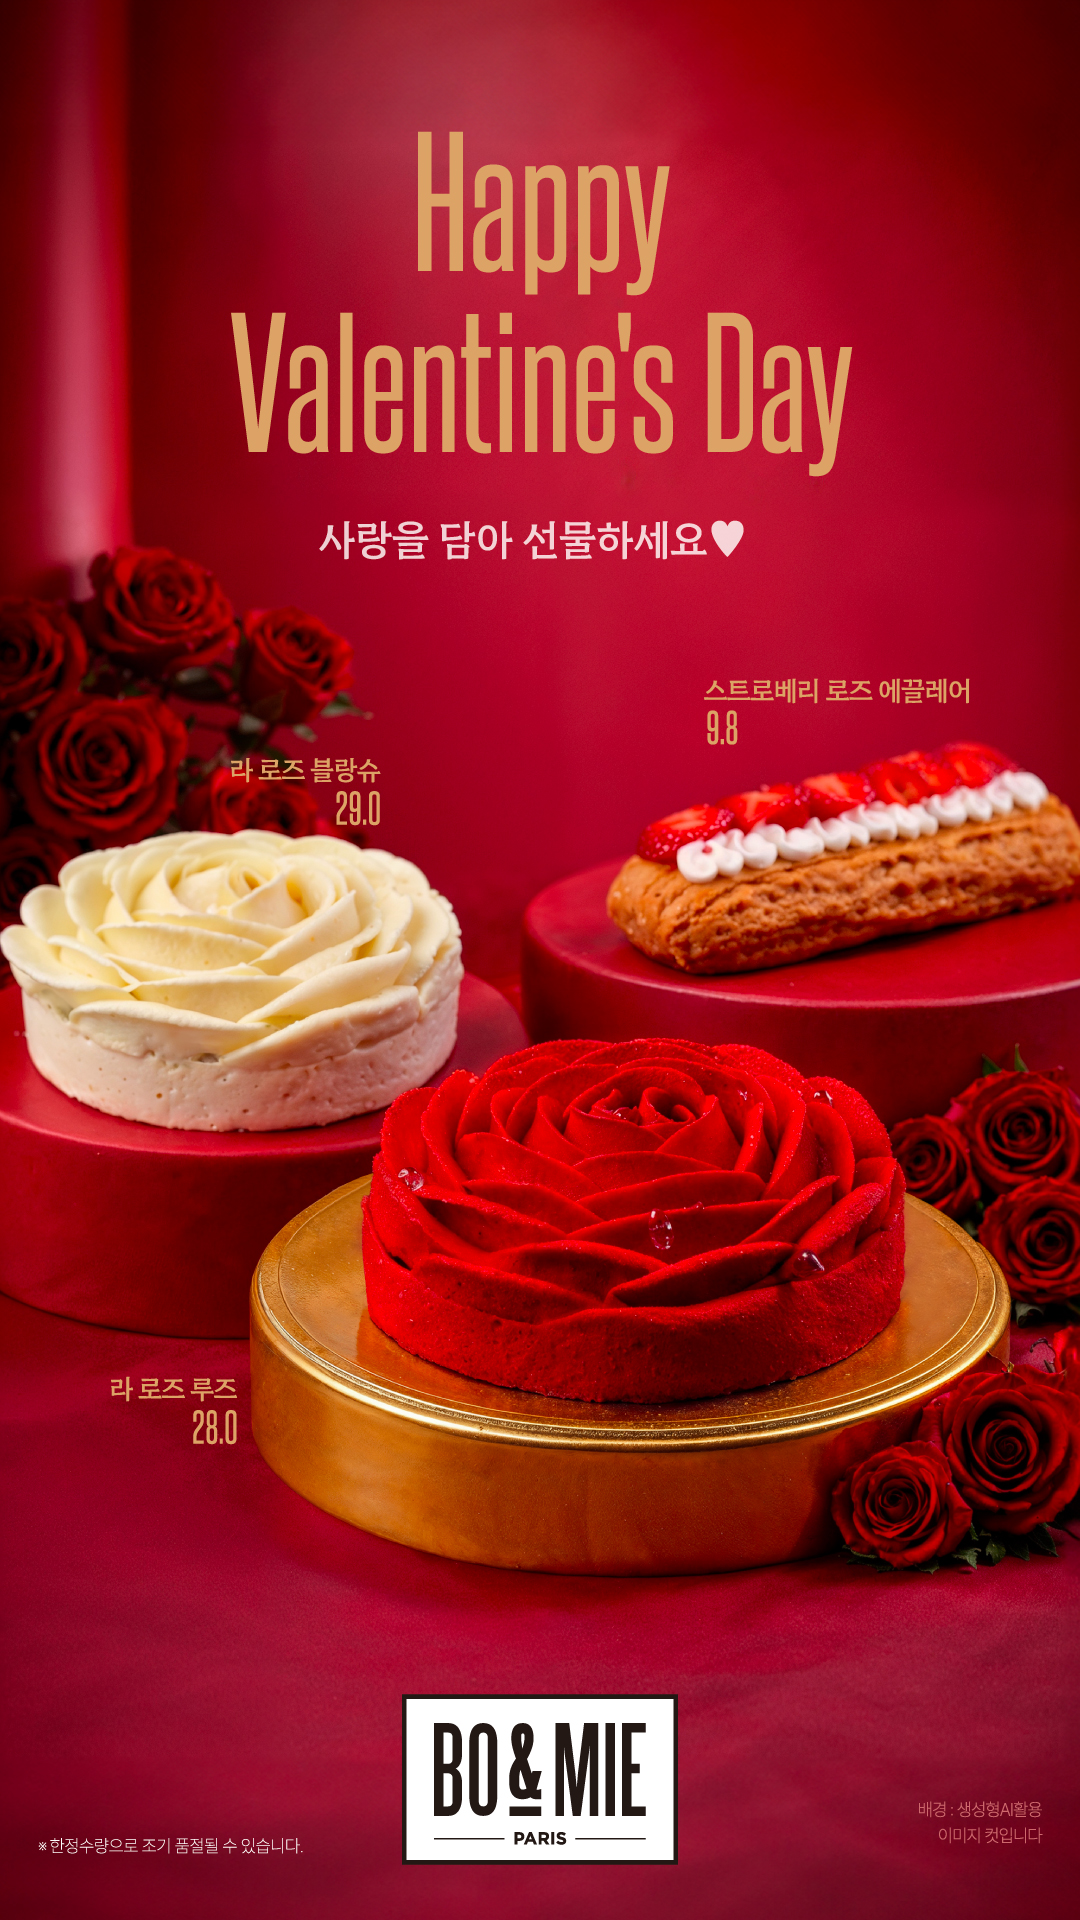 Happy
Valentine's Day
사랑을 담아 선물하세요♥
스트로베리 로즈 에끌레어
9.8
라 로즈 블랑슈
29.0
라 로즈 루즈
28.0
BO&MIE
PARIS
※ 한정수량으로 조기 품절될 수 있습니다.
배경 : 생성형AI활용
이미지 컷입니다